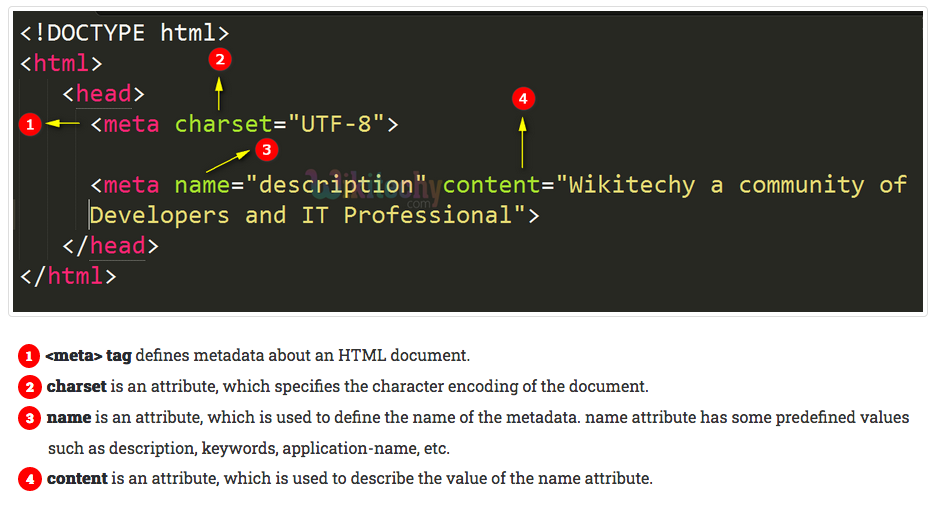 <!DOCTYPE html>
<html>
2
<head>
4
1 <meta charset="UTF-8">
3
<meta name="description" content="Wikitechy a community of
Developers and IT Professional">
Wikitechy
.com
</head>
</html>
1 <meta> tag defines metadata about an HTML document.
2 charset is an attribute, which specifies the character encoding of the document.
3 name is an attribute, which is used to define the name of the metadata. name attribute has some predefined values
such as description, keywords, application-name, etc.
4 content is an attribute, which is used to describe the value of the name attribute.